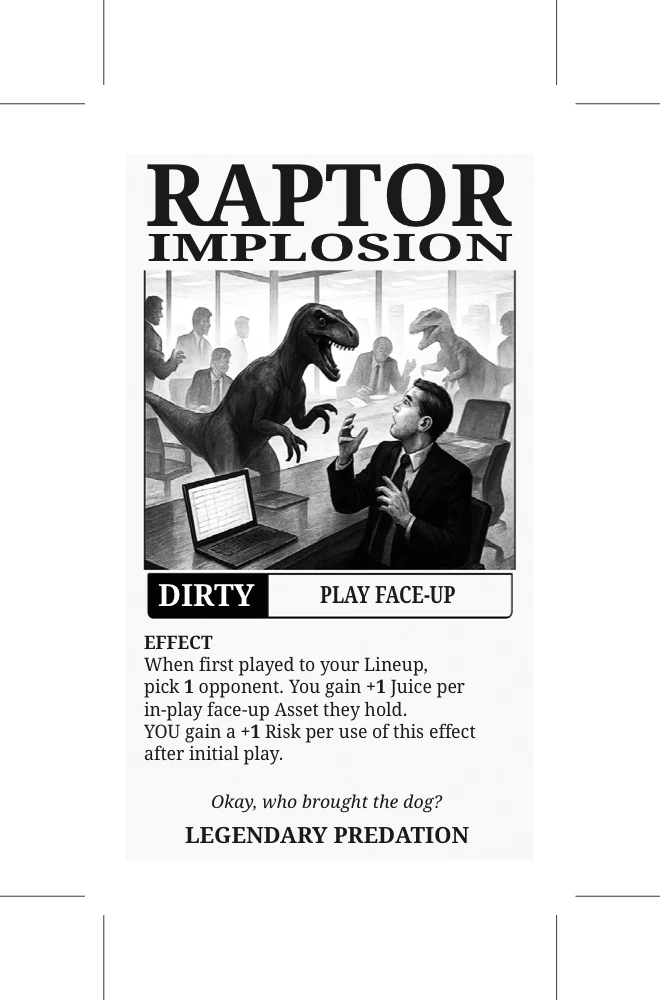 RAPTOR
IMPLOSION
DIRTY
PLAY FACE-UP
EFFECT
When first played to your Lineup,
pick 1 opponent. You gain +1 Juice per
in-play face-up Asset they hold.
YOU gain a +1 Risk per use of this effect
after initial play.
Okay, who brought the dog?
LEGENDARY PREDATION